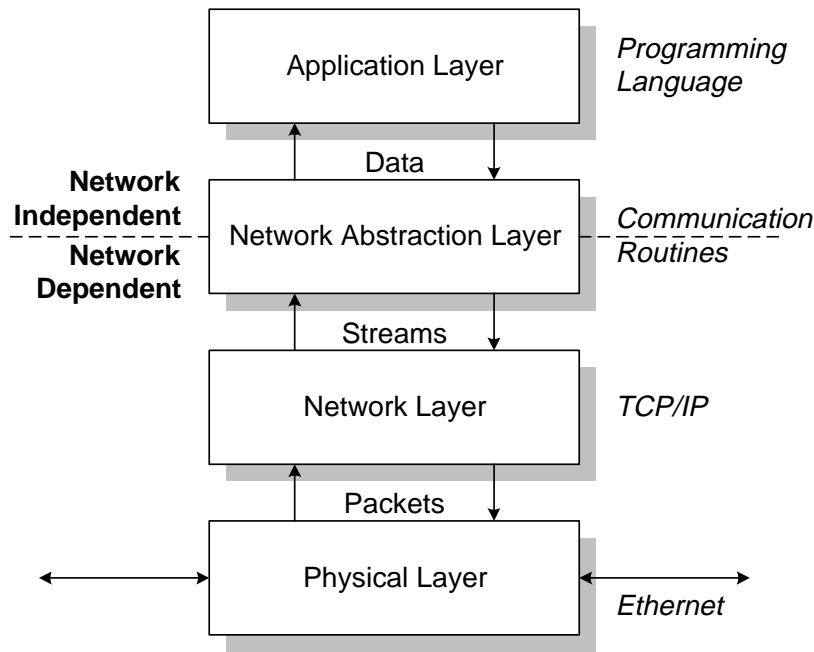 Application Layer
Programming
Language
Data
Network
Independent
Network Abstraction Layer
Communication
Routines
Network
Dependent
Streams
Network Layer
TCP/IP
Packets
Physical Layer
Ethernet